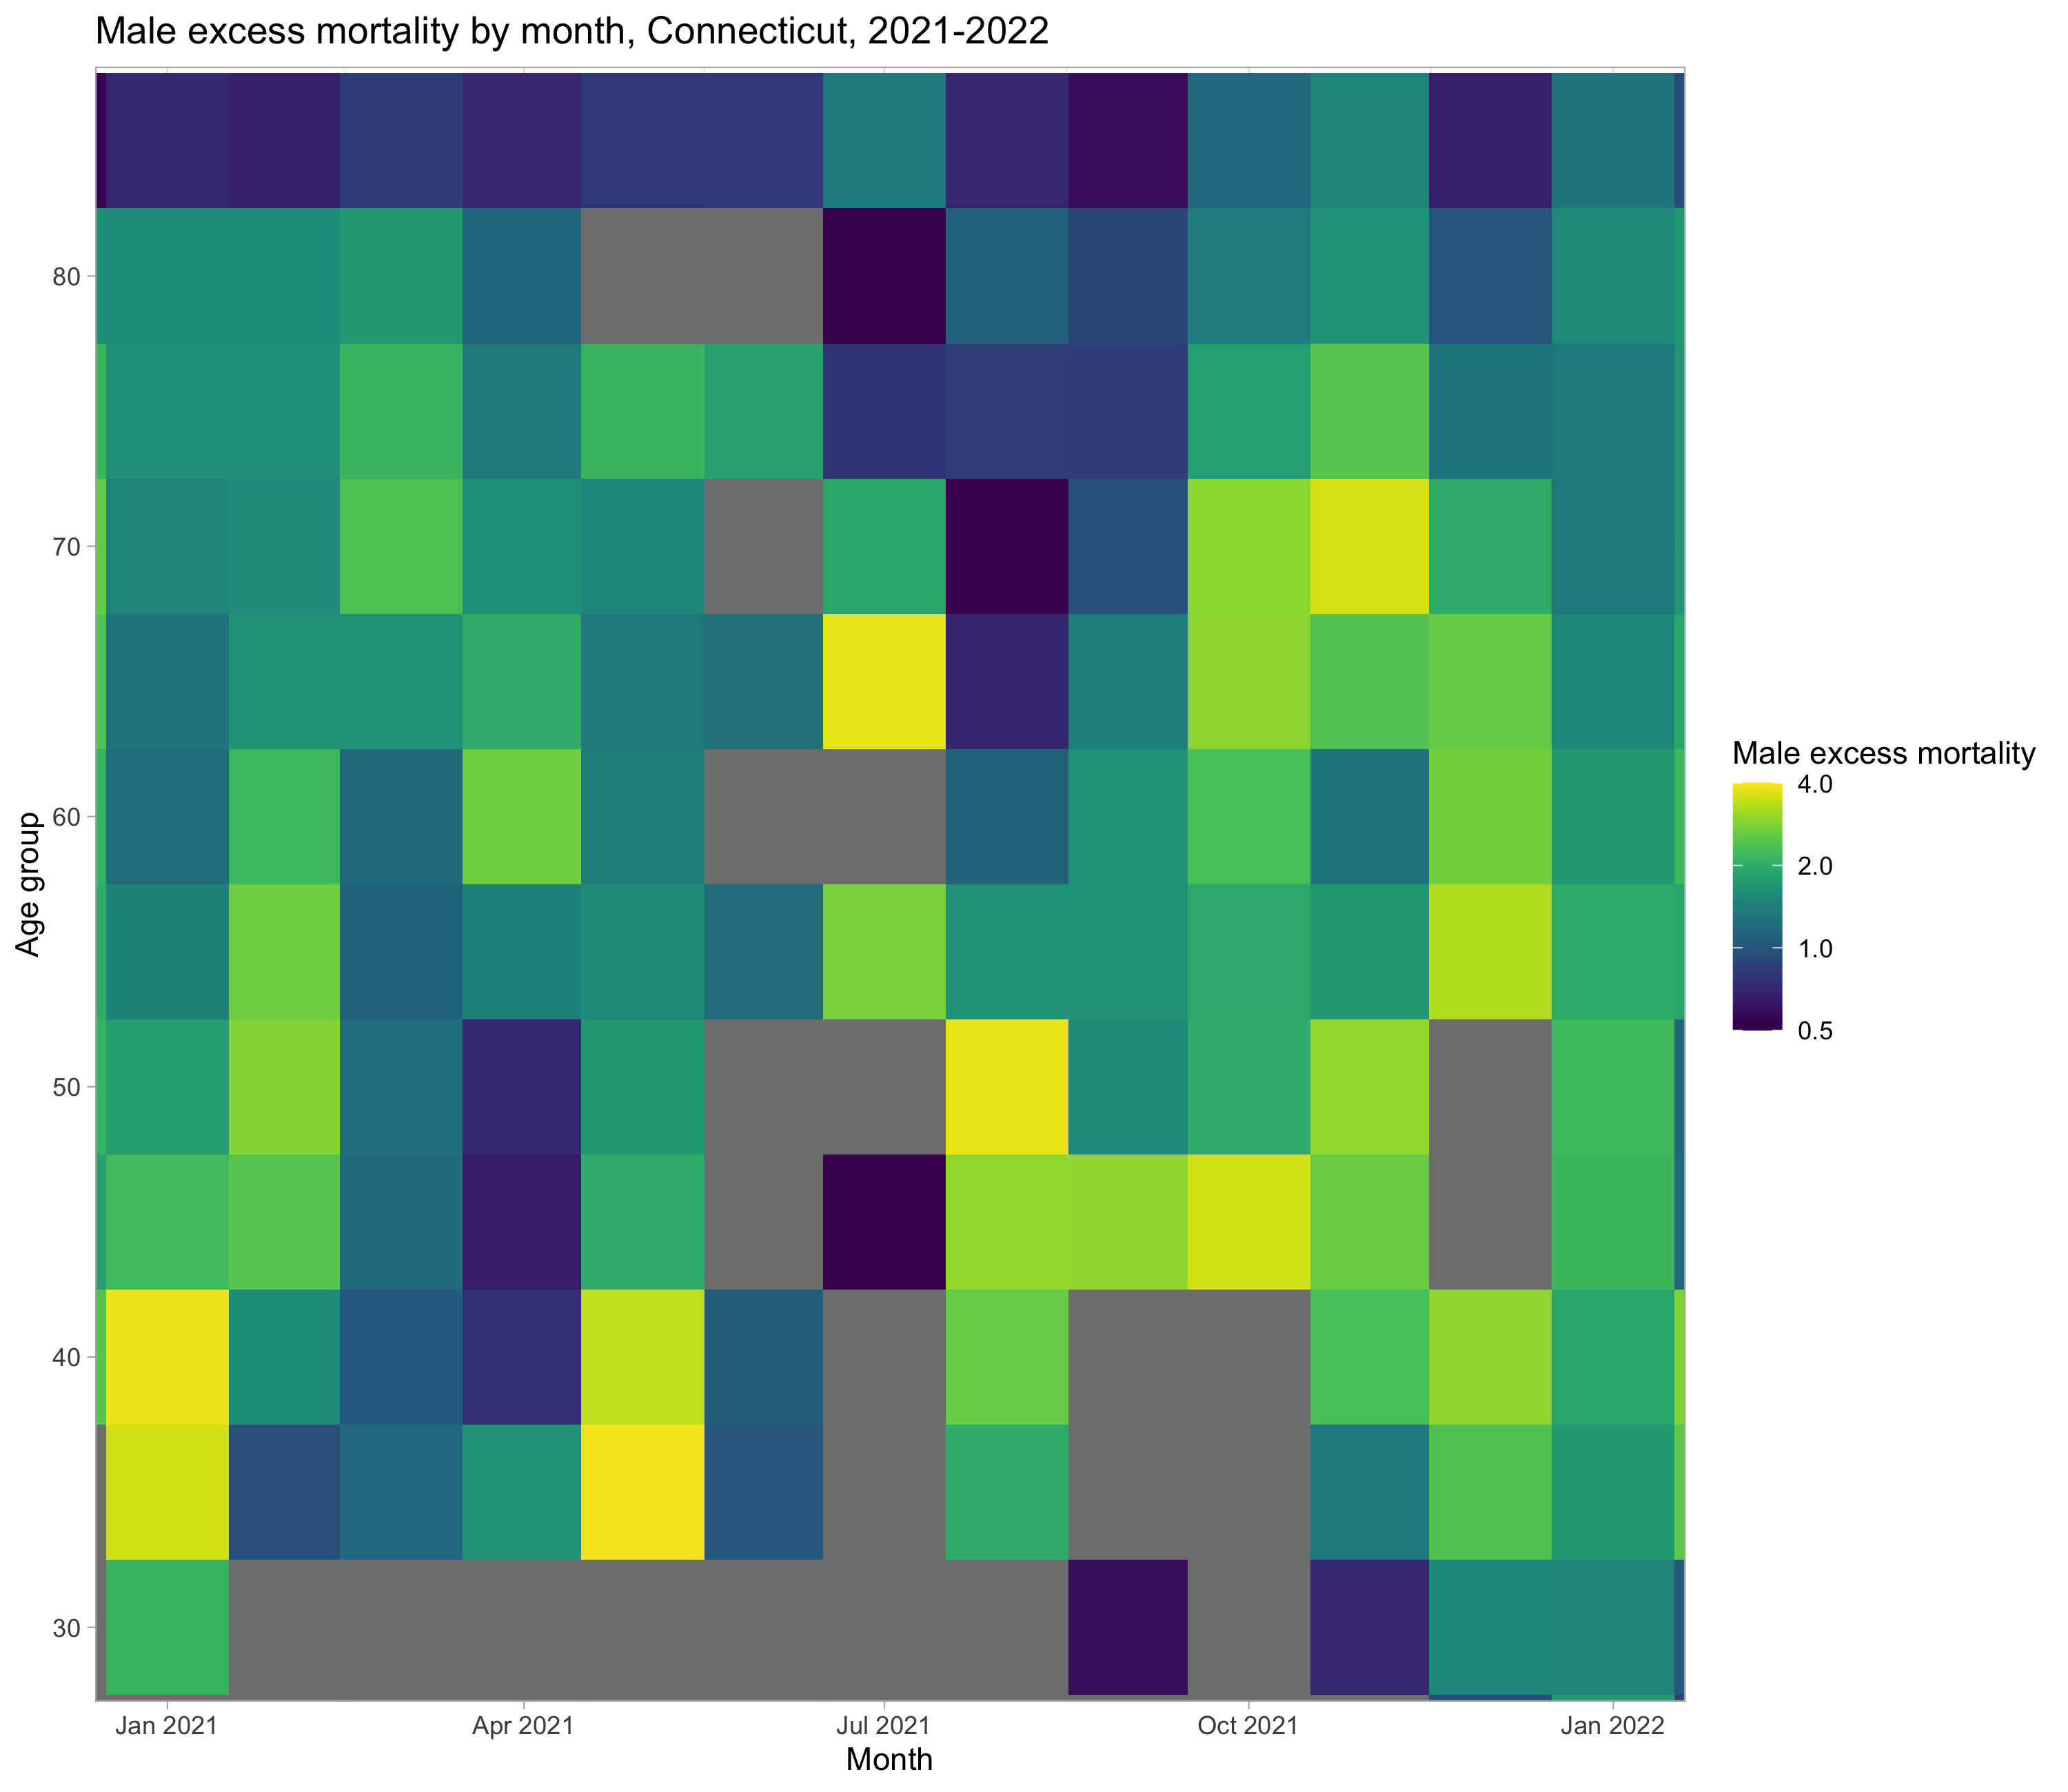 Male excess mortality by month, Connecticut, 2021-2022
80
70
60
50
40
30
Age group
Jan 2021
Apr 2021
Jul 2021
Oct 2021
Jan 2022
Month
Male excess mortality
4.0
2.0
1.0
0.5